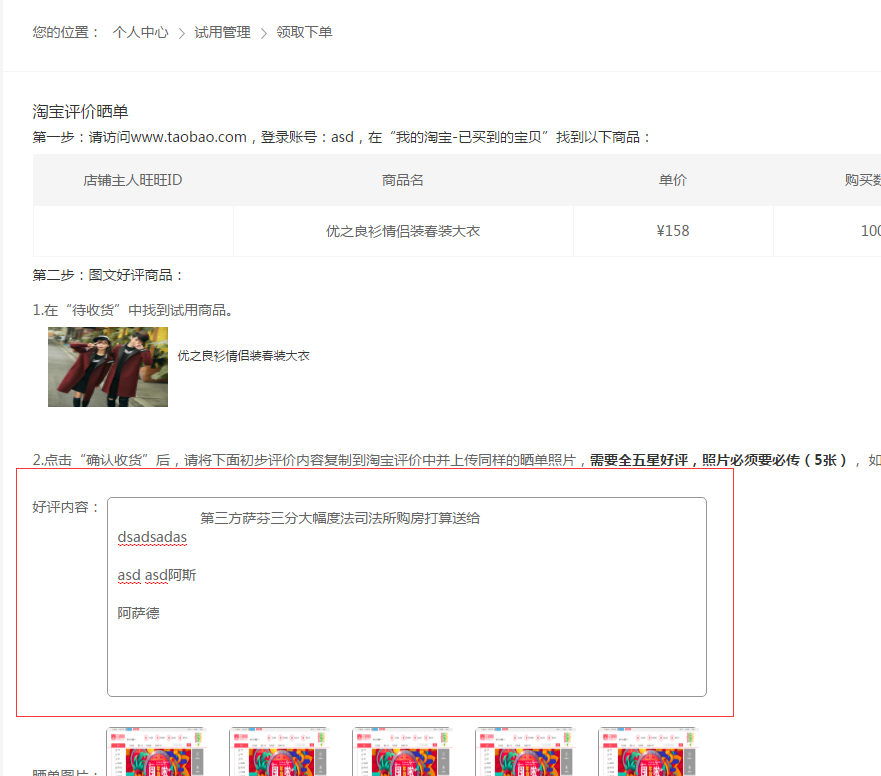 您的位置： 个人中心 > 试用管理 > 领取下单
淘宝评价晒单
第一步：请访问www.taobao.com，登录账号：asd，在“我的淘宝-已买到的宝贝”找到以下商品：
店铺主人旺旺ID 商品名 单价 购买数
优之良衫情侣装春装大衣 ¥158 100
第二步：图文好评商品：
1.在“待收货”中找到试用商品。
优之良衫情侣装春装大衣
2.点击“确认收货”后，请将下面初步评价内容复制到淘宝评价中并上传同样的晒单照片，需要全五星好评，照片必须要必传（5张），如
好评内容：
第三方萨芬三分大幅度法司法所购房打算送给
dsadsadas
asd asd阿斯
阿萨德
晒单图片：